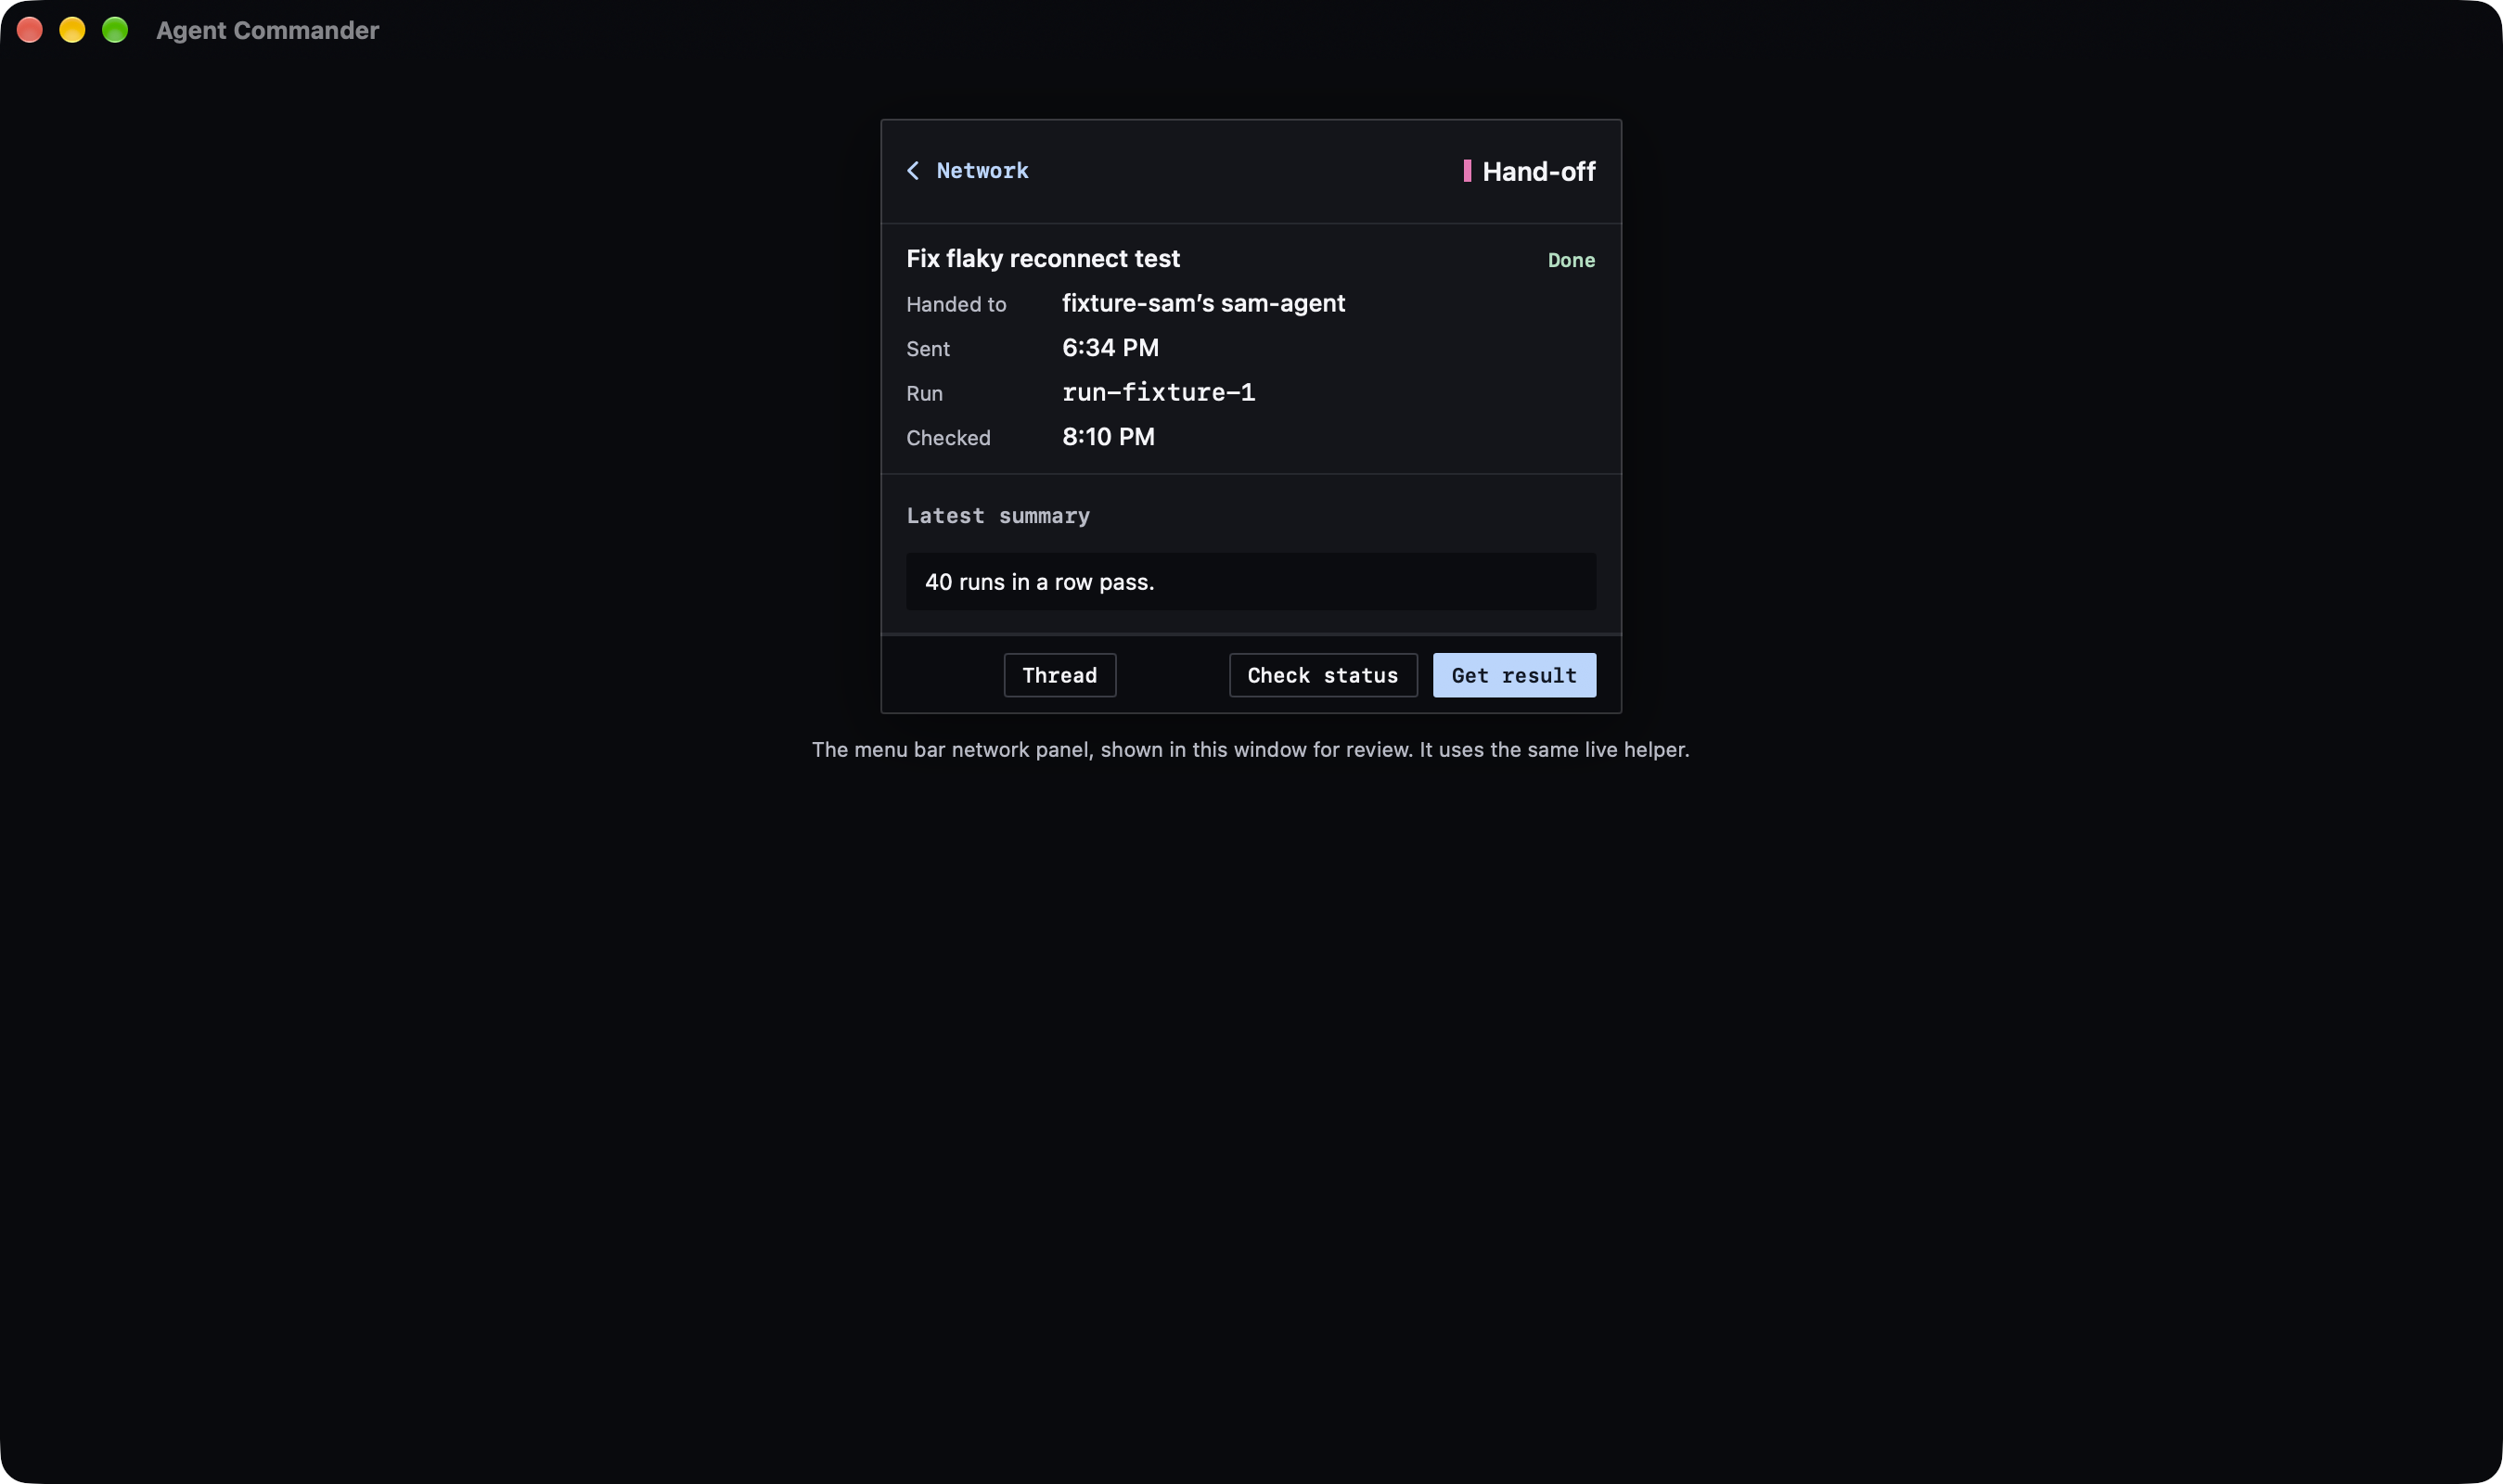 Agent Commander
Network
Hand-off
Fix flaky reconnect test
Done
Handed to
fixture-sam’s sam-agent
Sent
6:34 PM
Run
run-fixture-1
Checked
8:10 PM
Latest summary
40 runs in a row pass.
Thread
Check status
Get result
The menu bar network panel, shown in this window for review. It uses the same live helper.